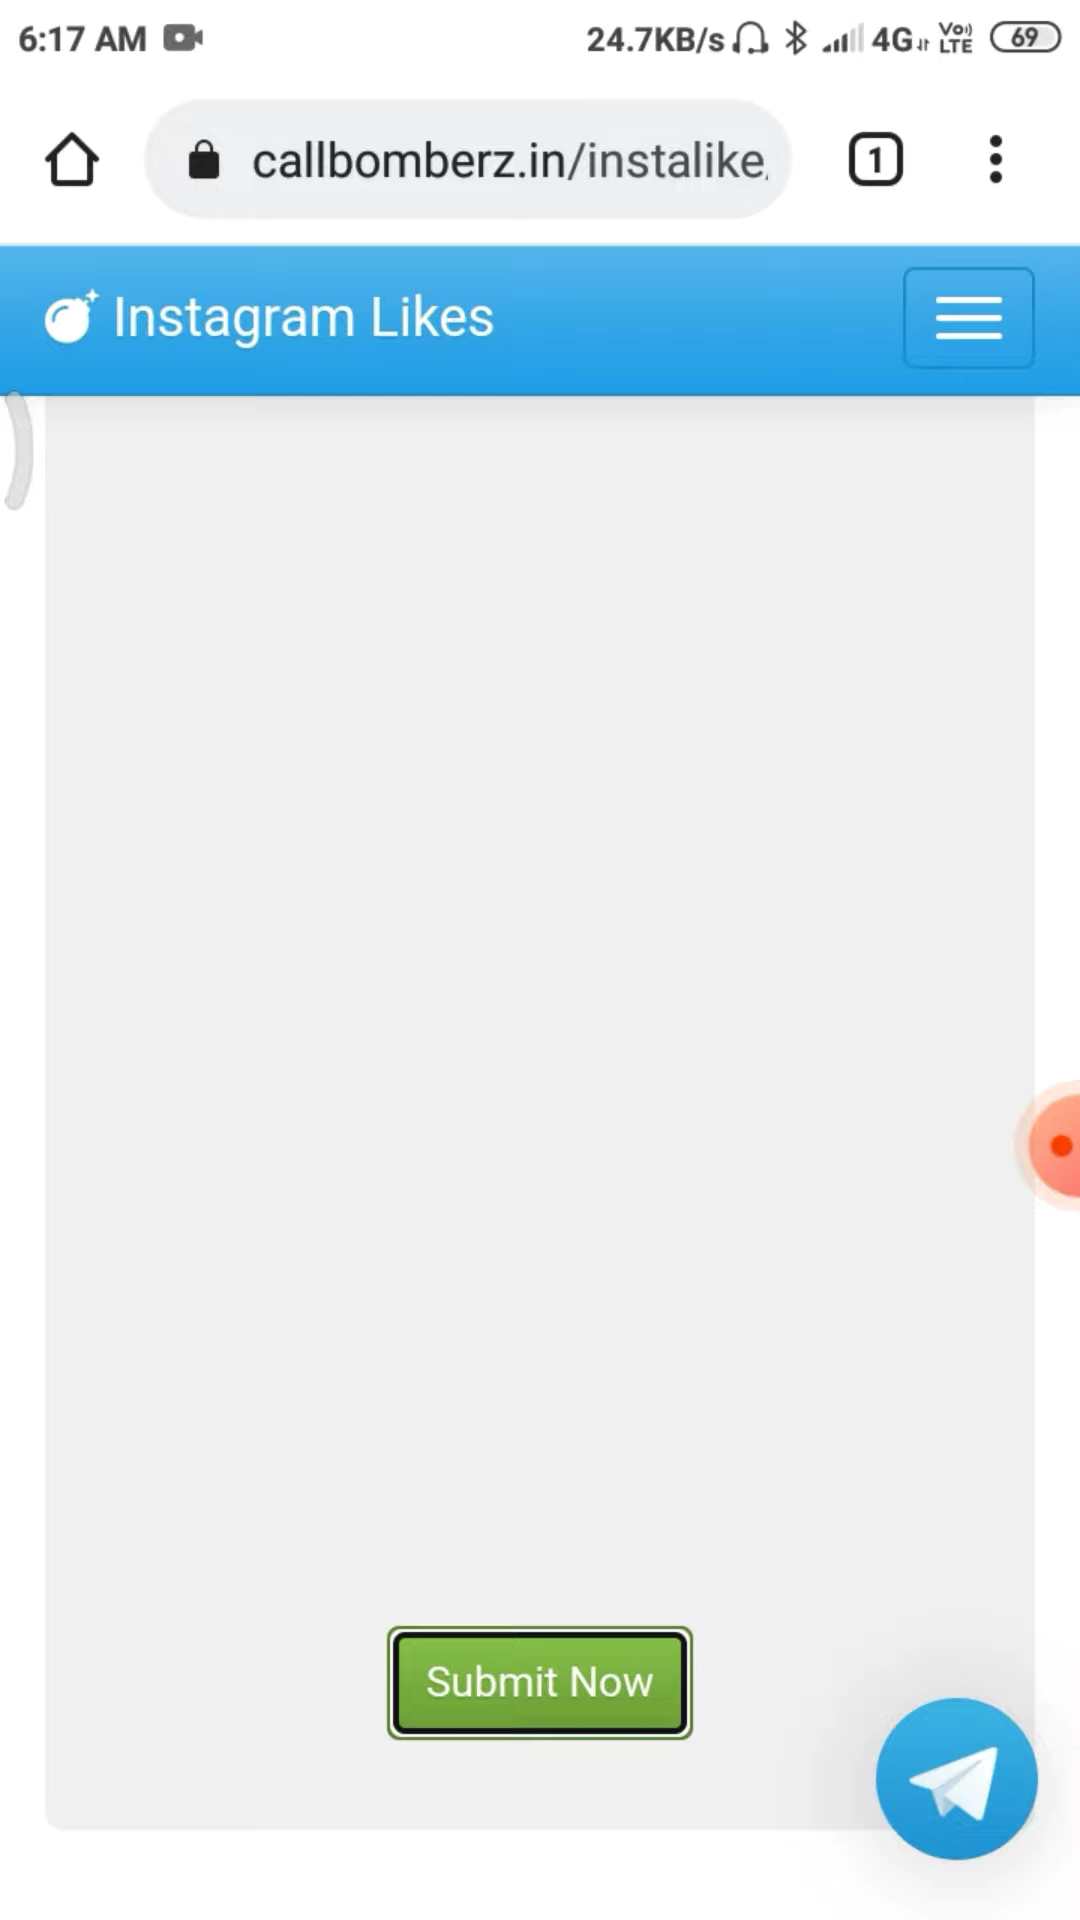 6:17 AM 24.7KB/s 4G Vo) LTE 69
callbomberz.in/instalike/ 1
Instagram Likes
Submit Now